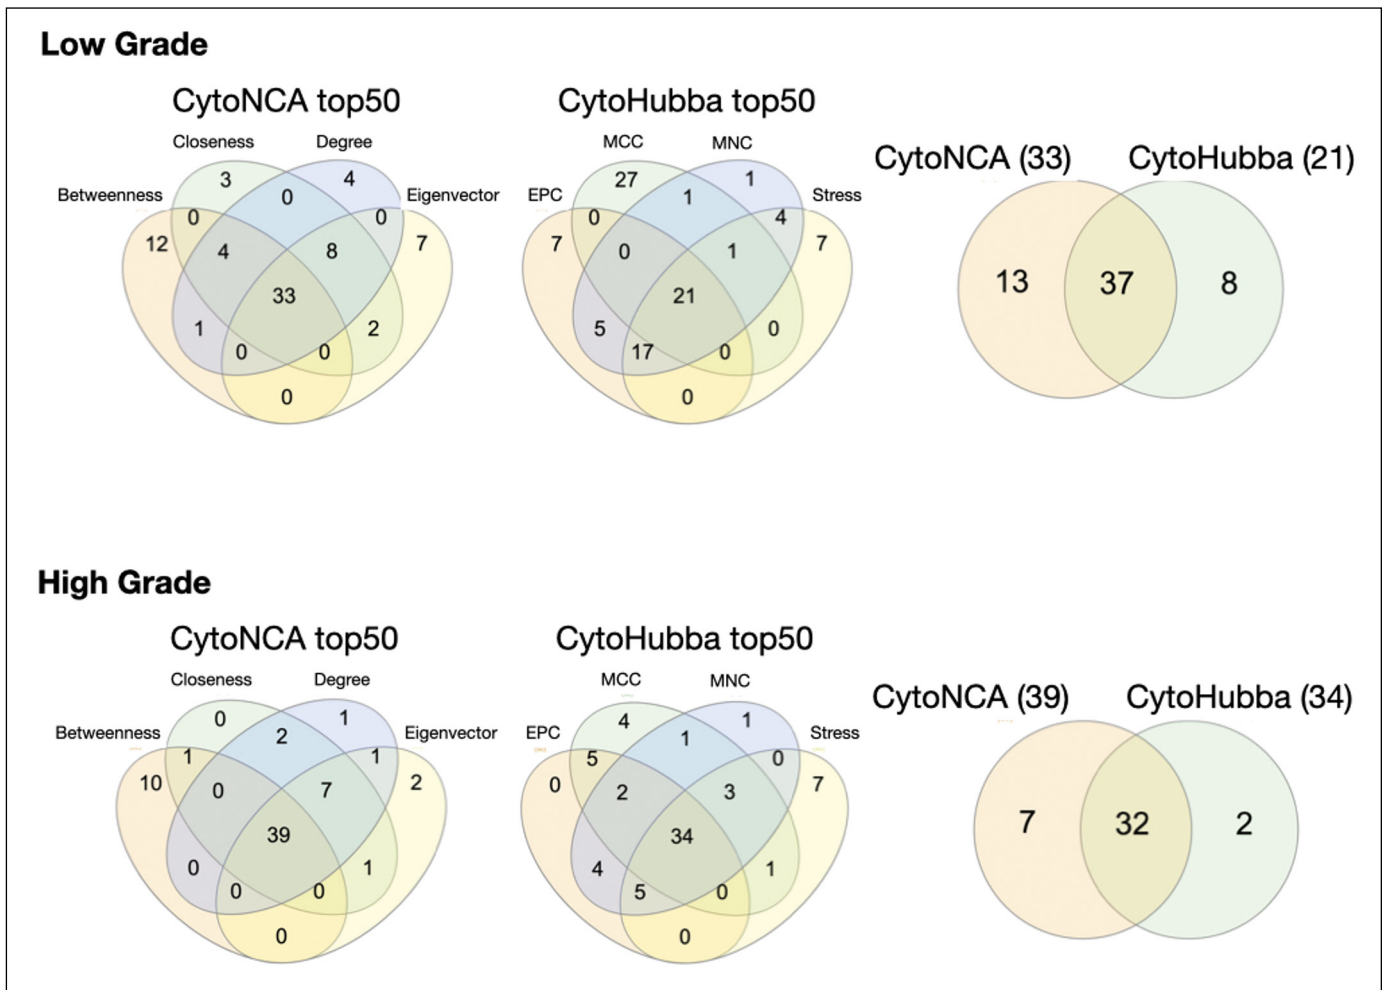 Low Grade
CytoNCA top50
CytoHubba top50
Closeness
Degree
MCC
MNC
CytoNCA (33)
CytoHubba (21)
Betweenness
Eigenvector
EPC
Stress
3
0
4
0
0
12
4
8
7
33
1
2
0
0
0
27
1
1
0
4
7
0
1
7
21
5
0
17
0
0
13
37
8
High Grade
CytoNCA top50
CytoHubba top50
Closeness
Degree
MCC
MNC
CytoNCA (39)
CytoHubba (34)
Betweenness
Eigenvector
EPC
Stress
0
2
1
1
1
10
0
7
2
39
0
1
0
0
0
4
1
1
5
0
0
2
3
7
34
4
1
5
0
0
7
32
2